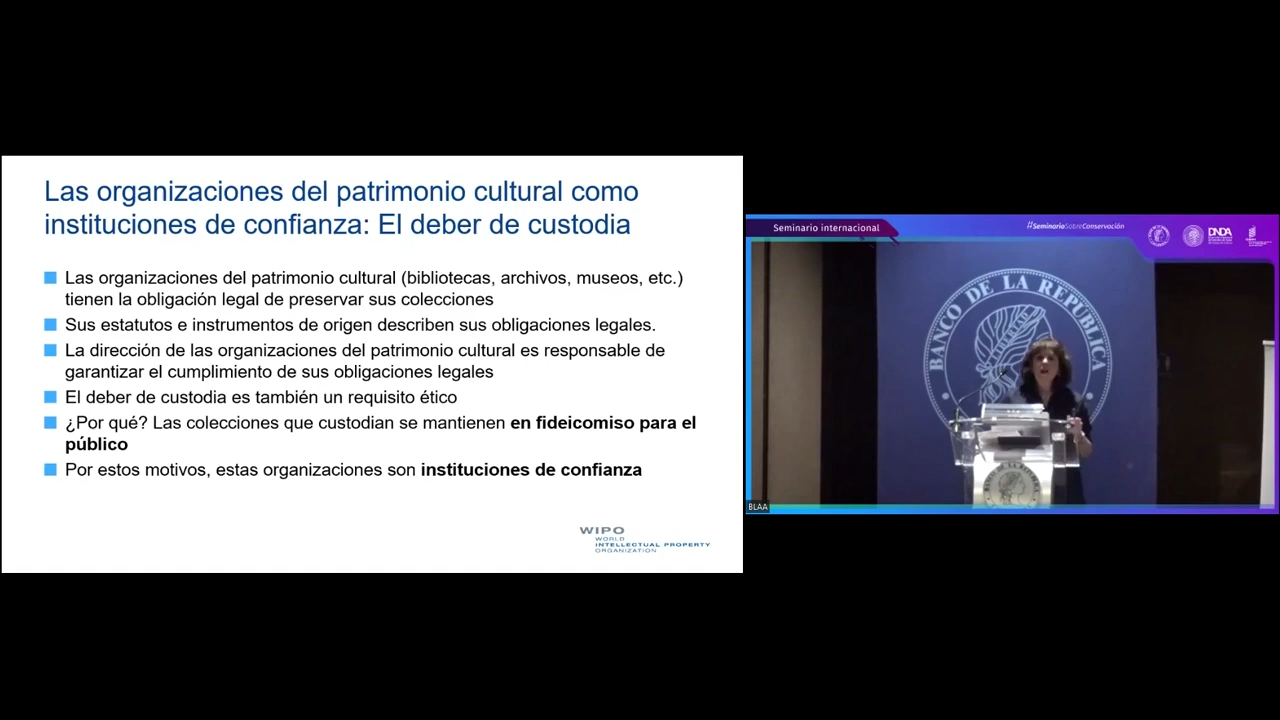 Las organizaciones del patrimonio cultural como
instituciones de confianza: El deber de custodia
Las organizaciones del patrimonio cultural (bibliotecas, archivos, museos, etc.)
tienen la obligación legal de preservar sus colecciones
Sus estatutos e instrumentos de origen describen sus obligaciones legales.
La dirección de las organizaciones del patrimonio cultural es responsable de
garantizar el cumplimiento de sus obligaciones legales
El deber de custodia es también un requisito ético
¿Por qué? Las colecciones que custodian se mantienen en fideicomiso para el
público
Por estos motivos, estas organizaciones son instituciones de confianza
WIPO
WORLD
INTELLECTUAL PROPERTY
ORGANIZATION
Seminario internacional
#SeminarioSobreConservación
DNDA
BANCO DE LA REPÚBLICA
BLAA